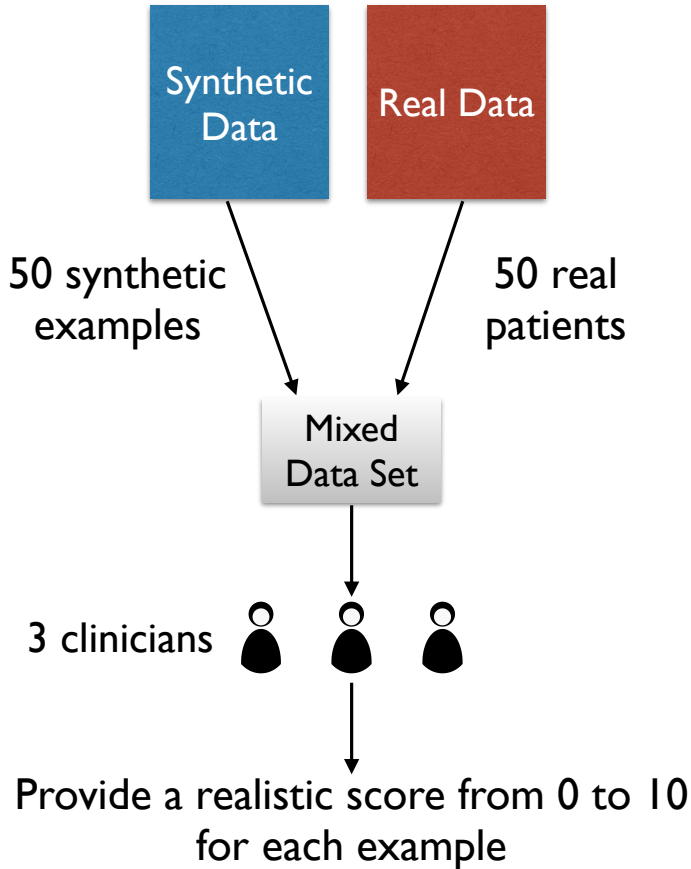 Synthetic
Data
Real Data
50 synthetic
examples
50 real
patients
Mixed
Data Set
3 clinicians
Provide a realistic score from 0 to 10
for each example